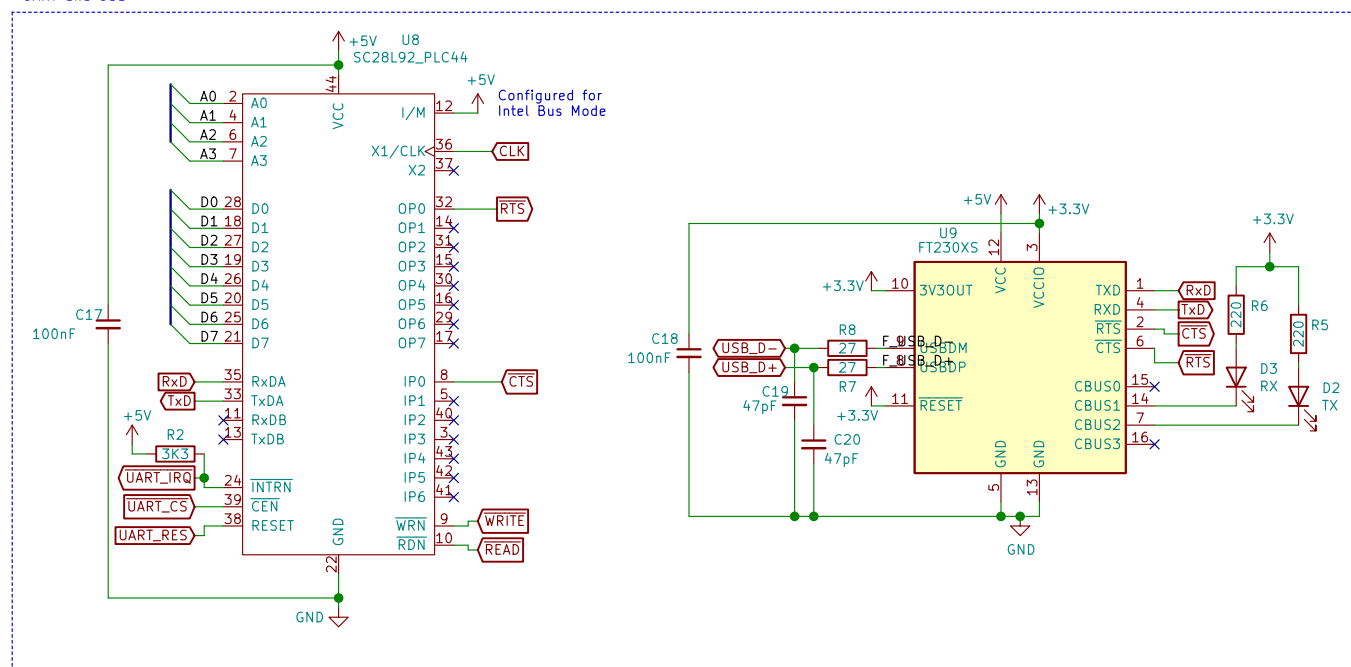 +5V
U8
SC28L92_PLC44
44
VCC
+5V
Configured for
Intel Bus Mode
A0 2 A0
A1 4 A1
A2 6 A2
A3 7 A3
I/M 12
X1/CLK 36 CLK
X2 37
D0 28 D0
D1 18 D1
D2 27 D2
D3 19 D3
D4 26 D4
D5 20 D5
D6 25 D6
D7 21 D7
OP0 32 RTS
OP1 14
OP2 31
OP3 15
OP4 30
OP5 16
OP6 29
OP7 17
C17
100nF
RxD 35 RxDA
TxD 33 TxDA
11 RxDB
13 TxDB
IP0 8 CTS
IP1 5
IP2 40
IP3 3
IP4 43
IP5 42
IP6 41
+5V
R2
3K3
UART_IRQ 24 INTRN
UART_CS 39 CEN
UART_RES 38 RESET
WRN 9 WRITE
RDN 10 READ
GND
22
GND
+5V
+3.3V
U9
FT230XS
12
VCC
3
VCCIO
+3.3V 10 3V3OUT
C18
100nF
USB_D-
R8
27
F_USB_D-
9 USBDM
USB_D+
27
R7
F_USB_D+
8 USBDP
+3.3V 11 RESET
C19
47pF
C20
47pF
TXD 1 RxD
RXD 4 TxD
RTS 2 CTS
CTS 6 RTS
CBUS0 15
CBUS1 14
CBUS2 7
CBUS3 16
GND
5
GND
13
GND
+3.3V
R6
220
R5
220
D3
RX
D2
TX